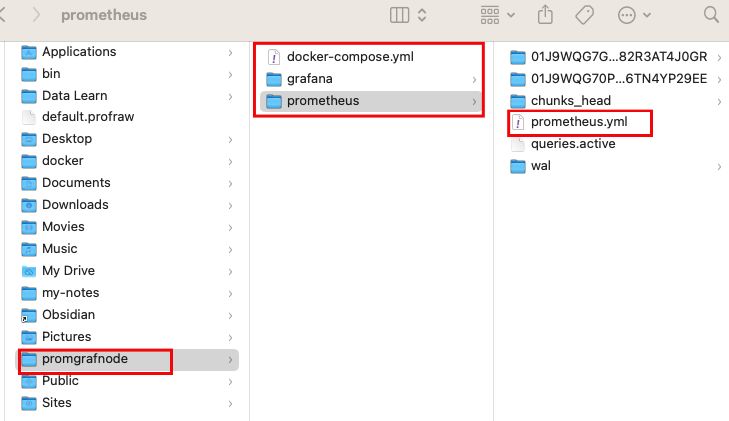 prometheus
Applications
bin
Data Learn
default.profraw
Desktop
docker
Documents
Downloads
Movies
Music
My Drive
my-notes
Obsidian
Pictures
promgrafnode
Public
Sites
docker-compose.yml
grafana
prometheus
01J9WQG7G...82R3AT4J0GR
01J9WQG70P...6TN4YP29EE
chunks_head
prometheus.yml
queries.active
wal